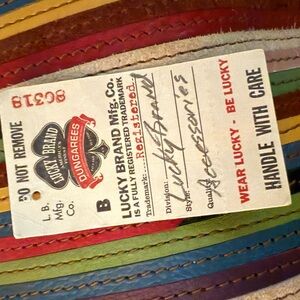 80318
DO NOT REMOVE
LUCKY BRAND
DUNGAREES
L. B.
Mfg.
Co.
B
LUCKY BRAND Mfg. Co.
IS A FULLY REGISTERED TRADEMARK
Trademark: Registered
Division: Lucky Brand
Style: Accessories
Quality
WEAR LUCKY - BE LUCKY
HANDLE WITH CARE